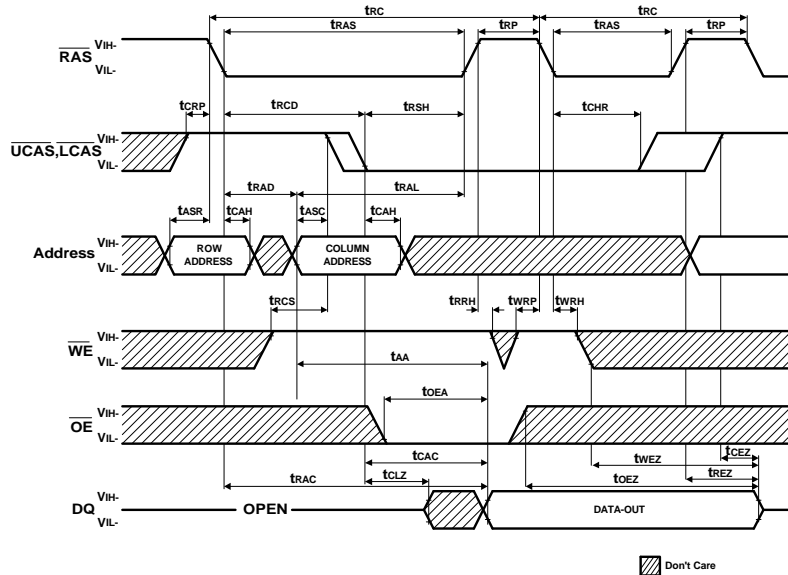 tRC tRC
tRAS tRP tRAS tRP
RAS VIH-
VIL-
tCRP tRCD tRSH tCHR
UCAS,LCAS VIH-
VIL-
tRAD tRAL
tASR tCAH tASC tCAH
Address VIH-
VIL-
ROW ADDRESS
COLUMN ADDRESS
tRCS tRRH tWRP tWRH
WE VIH-
VIL-
tAA
tOEA
OE VIH-
VIL-
tCAC tWEZ tCEZ
tRAC tCLZ tOEZ tREZ
DQ VIH-
VIL-
OPEN DATA-OUT
Don't Care